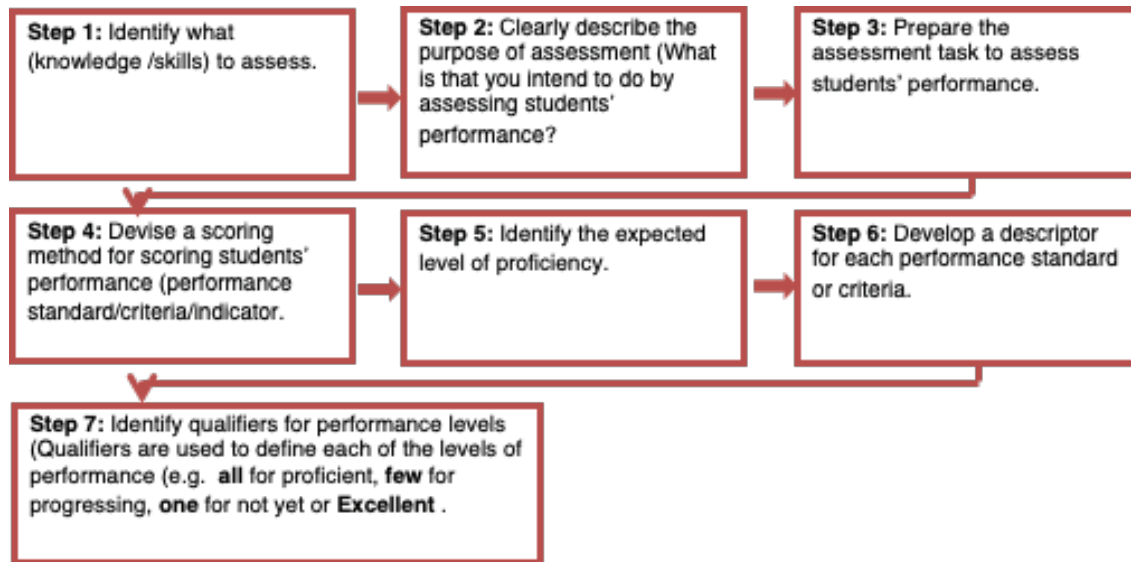 Step 1: Identify what
(knowledge /skills) to assess.
Step 2: Clearly describe the
purpose of assessment (What
is that you intend to do by
assessing students'
performance?
Step 3: Prepare the
assessment task to assess
students' performance.
Step 4: Devise a scoring
method for scoring students'
performance (performance
standard/criteria/indicator.
Step 5: Identify the expected
level of proficiency.
Step 6: Develop a descriptor
for each performance standard
or criteria.
Step 7: Identify qualifiers for performance levels
(Qualifiers are used to define each of the levels of
performance (e.g. all for proficient, few for
progressing, one for not yet or Excellent .